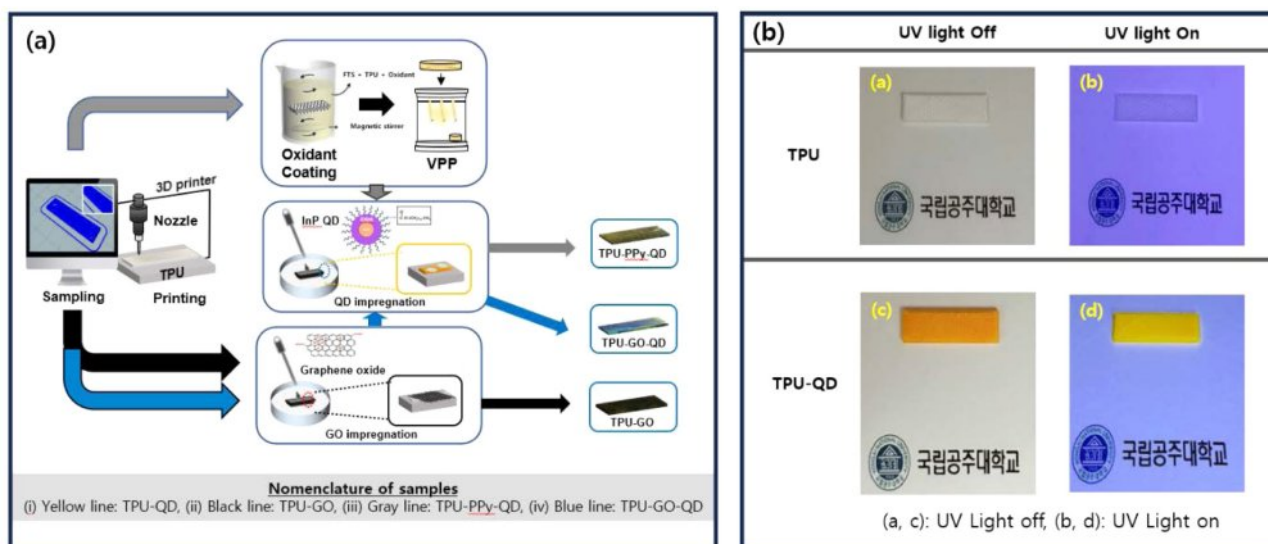 (a)
FTS + TPU + Oxidant
Magnetic stirrer
Oxidant
Coating
VPP
3D printer
Nozzle
TPU
Sampling
Printing
InP QD
QD impregnation
TPU-PPy-QD
TPU-GO-QD
Graphene oxide
GO impregnation
TPU-GO
Nomenclature of samples
(i) Yellow line: TPU-QD, (ii) Black line: TPU-GO, (iii) Gray line: TPU-PPy-QD, (iv) Blue line: TPU-GO-QD
(b)
UV light Off
UV light On
TPU
(a)
국립공주대학교
(b)
국립공주대학교
TPU-QD
(c)
국립공주대학교
(d)
국립공주대학교
(a, c): UV Light off, (b, d): UV Light on